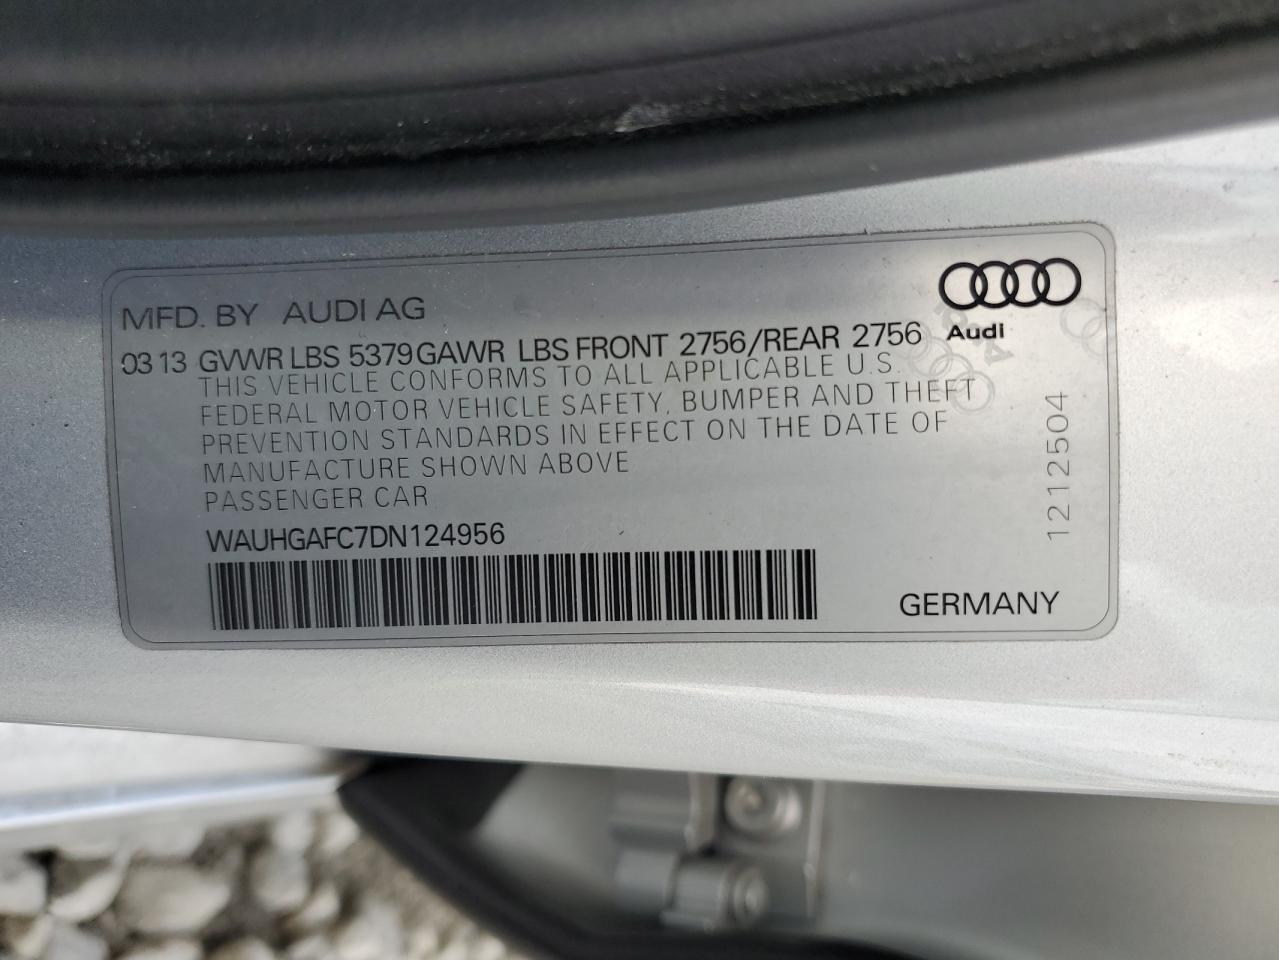 MFD. BY AUDI AG
Audi
03 13 GVWR LBS 5379 GAWR LBS FRONT 2756/REAR 2756
THIS VEHICLE CONFORMS TO ALL APPLICABLE U.S.
FEDERAL MOTOR VEHICLE SAFETY, BUMPER AND THEFT
PREVENTION STANDARDS IN EFFECT ON THE DATE OF
MANUFACTURE SHOWN ABOVE
PASSENGER CAR
WAUHGAFC7DN124956
GERMANY
1212504